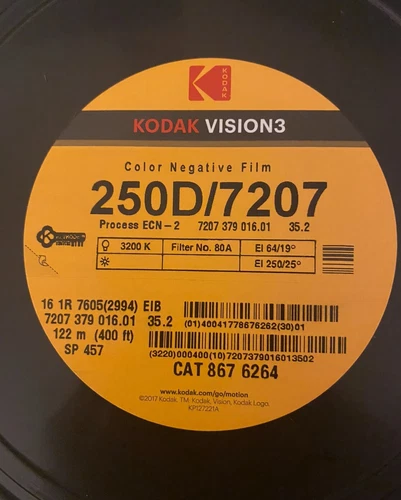 KODAK
KODAK VISION3
Color Negative Film
250D/7207
Process ECN-2 7207 379 016.01 35.2
3200 K Filter No. 80A EI 64/19°
EI 250/25°
16 1R 7605(2994) EIB
7207 379 016.01 35.2
122 m (400 ft)
SP 457
(01)40041778676262(30)01
(3220)000400(10)7207379016013502
CAT 867 6264
www.kodak.com/go/motion
©2017 Kodak. TM: Kodak, Vision, Kodak Logo.
KP127221A